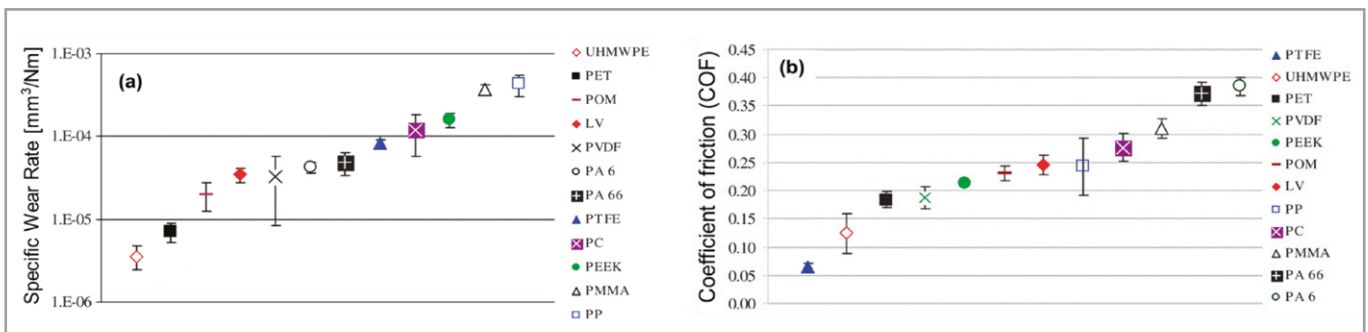 Specific Wear Rate [mm³/Nm]
(a)
1.E-03
1.E-04
1.E-05
1.E-06
UHMWPE
PET
POM
LV
PVDF
PA 6
PA 66
PTFE
PC
PEEK
PMMA
PP
Coefficient of friction (COF)
(b)
0.45
0.40
0.35
0.30
0.25
0.20
0.15
0.10
0.05
0.00
PTFE
UHMWPE
PET
PVDF
PEEK
POM
LV
PP
PC
PMMA
PA 66
PA 6